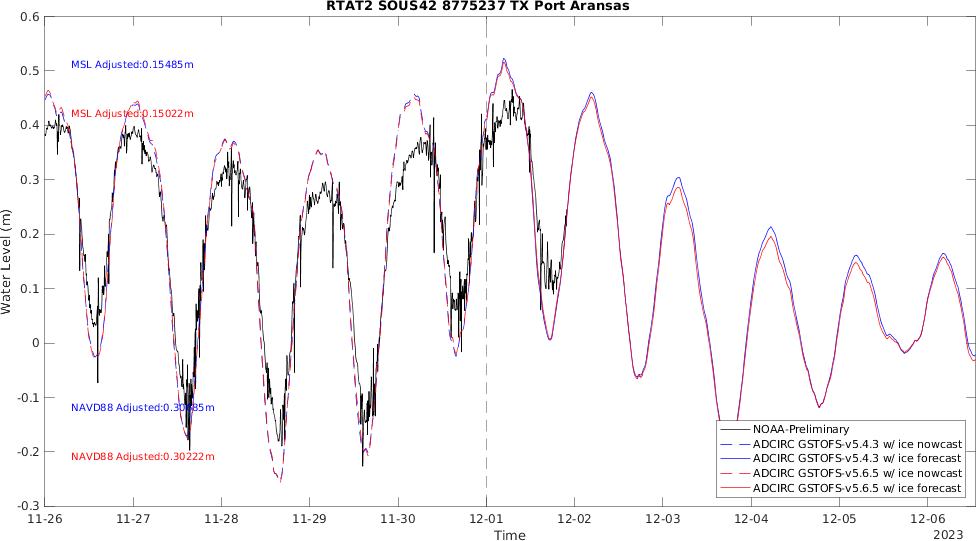 RTAT2 SOUS42 8775237 TX Port Aransas
0.6
0.5
0.4
0.3
0.2
0.1
0
-0.1
-0.2
-0.3
Water Level (m)
MSL Adjusted:0.15485m
MSL Adjusted:0.15022m
NAVD88 Adjusted:0.30485m
NAVD88 Adjusted:0.30222m
NOAA-Preliminary
ADCIRC GSTOFS-v5.4.3 w/ ice nowcast
ADCIRC GSTOFS-v5.4.3 w/ ice forecast
ADCIRC GSTOFS-v5.6.5 w/ ice nowcast
ADCIRC GSTOFS-v5.6.5 w/ ice forecast
11-26 11-27 11-28 11-29 11-30 12-01 12-02 12-03 12-04 12-05 12-06
Time
2023